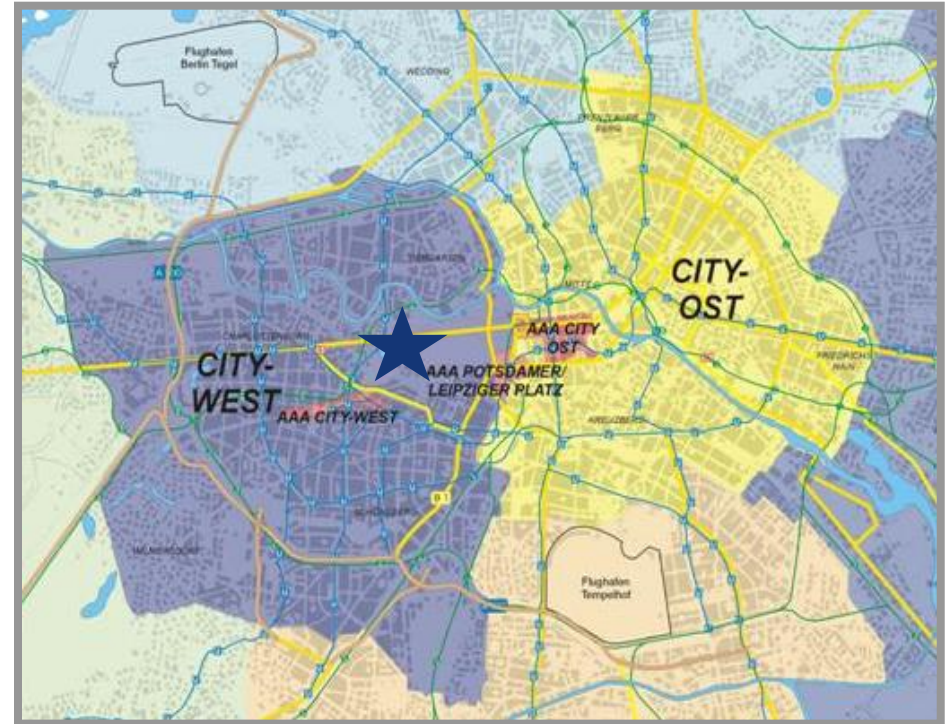 Flughafen
Berlin Tegel
WEDDING
PRENZLAUER
BERG
TIERGARTEN
MITTE
CITY-
OST
CHARLOTTENBURG
AAA CITY
OST
FRIEDRICHS
HAIN
CITY-
WEST
AAA POTSDAMER/
LEIPZIGER PLATZ
AAA CITY-WEST
KREUZBERG
B 1
SCHÖNEBERG
WILMERSDORF
Flughafen
Tempelhof